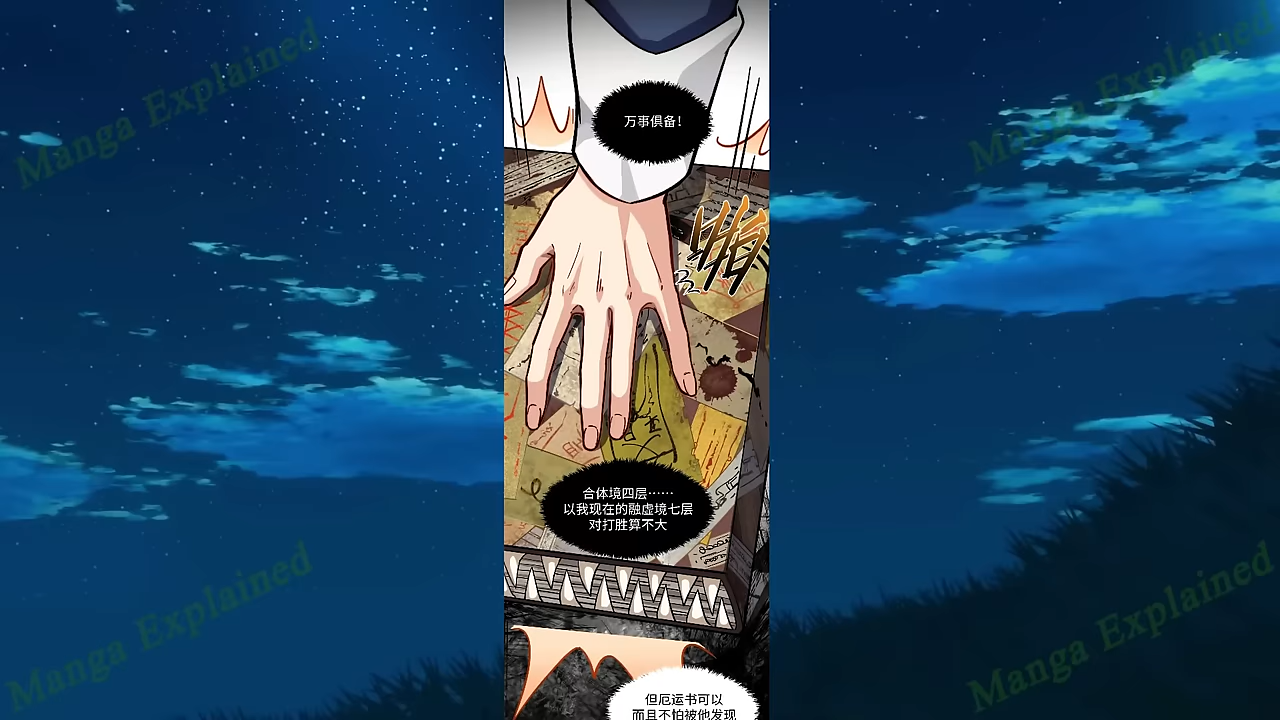 Manga Explained
Manga Explained
万事俱备!
啪
合体境四层……
以我现在的融虚境七层
对打胜算不大
Manga Explained
Manga Explained
但厄运书可以
而且不怕被他发现